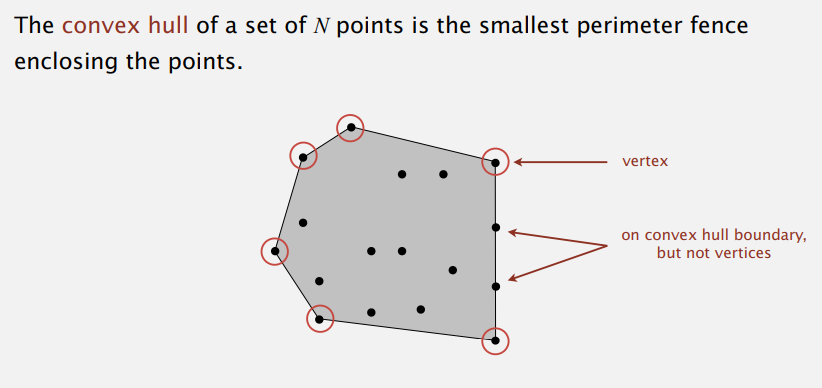 The convex hull of a set of N points is the smallest perimeter fence
enclosing the points.
vertex
on convex hull boundary,
but not vertices